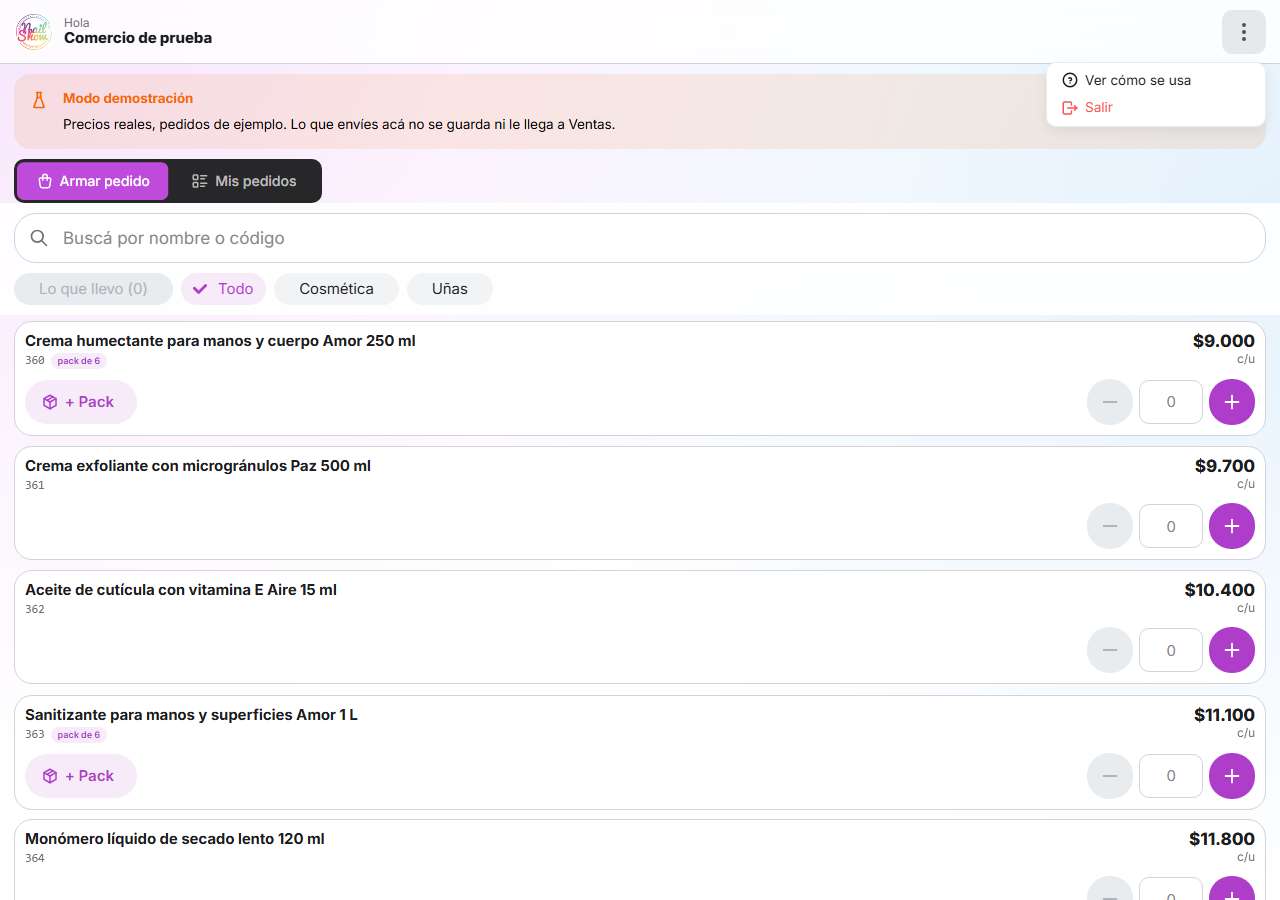 Nail Show
Hola
Comercio de prueba
Ver cómo se usa
Salir
Modo demostración
Precios reales, pedidos de ejemplo. Lo que envíes acá no se guarda ni le llega a Ventas.
Armar pedido
Mis pedidos
Buscá por nombre o código
Lo que llevo (0)
Todo
Cosmética
Uñas
Crema humectante para manos y cuerpo Amor 250 ml
$9.000
360 pack de 6
c/u
+ Pack
0
Crema exfoliante con microgránulos Paz 500 ml
$9.700
361
c/u
0
Aceite de cutícula con vitamina E Aire 15 ml
$10.400
362
c/u
0
Sanitizante para manos y superficies Amor 1 L
$11.100
363 pack de 6
c/u
+ Pack
0
Monómero líquido de secado lento 120 ml
$11.800
364
c/u
0